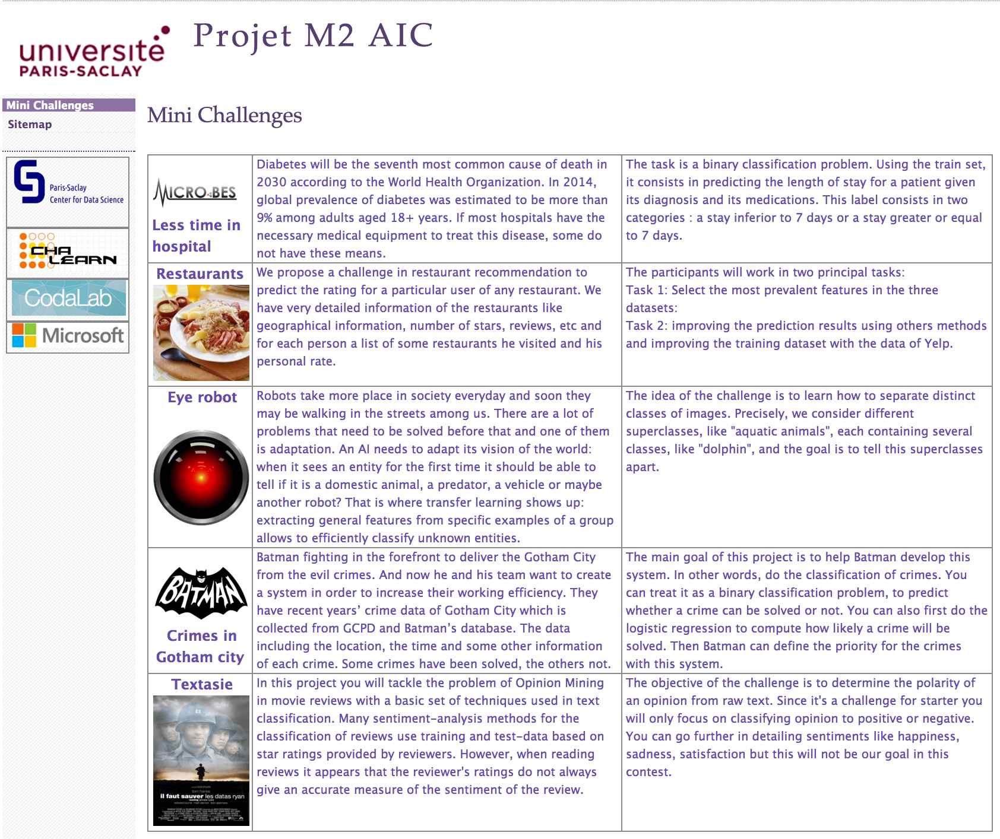 Projet M2 AIC
université
PARIS-SACLAY
Mini Challenges
Sitemap
Paris-Saclay
Center for Data Science
CHA
LEARN
CodaLab
Microsoft
Mini Challenges
MICROBES
Less time in
hospital
Diabetes will be the seventh most common cause of death in
2030 according to the World Health Organization. In 2014,
global prevalence of diabetes was estimated to be more than
9% among adults aged 18+ years. If most hospitals have the
necessary medical equipment to treat this disease, some do
not have these means.
The task is a binary classification problem. Using the train set,
it consists in predicting the length of stay for a patient given
its diagnosis and its medications. This label consists in two
categories : a stay inferior to 7 days or a stay greater or equal
to 7 days.
Restaurants
We propose a challenge in restaurant recommendation to
predict the rating for a particular user of any restaurant. We
have very detailed information of the restaurants like
geographical information, number of stars, reviews, etc and
for each person a list of some restaurants he visited and his
personal rate.
The participants will work in two principal tasks:
Task 1: Select the most prevalent features in the three
datasets:
Task 2: improving the prediction results using others methods
and improving the training dataset with the data of Yelp.
Eye robot
Robots take more place in society everyday and soon they
may be walking in the streets among us. There are a lot of
problems that need to be solved before that and one of them
is adaptation. An AI needs to adapt its vision of the world:
when it sees an entity for the first time it should be able to
tell if it is a domestic animal, a predator, a vehicle or maybe
another robot? That is where transfer learning shows up:
extracting general features from specific examples of a group
allows to efficiently classify unknown entities.
The idea of the challenge is to learn how to separate distinct
classes of images. Precisely, we consider different
superclasses, like "aquatic animals", each containing several
classes, like "dolphin", and the goal is to tell this superclasses
apart.
BATMAN
Crimes in
Gotham city
Batman fighting in the forefront to deliver the Gotham City
from the evil crimes. And now he and his team want to create
a system in order to increase their working efficiency. They
have recent years’ crime data of Gotham City which is
collected from GCPD and Batman’s database. The data
including the location, the time and some other information
of each crime. Some crimes have been solved, the others not.
The main goal of this project is to help Batman develop this
system. In other words, do the classification of crimes. You
can treat it as a binary classification problem, to predict
whether a crime can be solved or not. You can also first do the
logistic regression to compute how likely a crime will be
solved. Then Batman can define the priority for the crimes
with this system.
Textasie
tom hanks
il faut sauver les datas ryan
(saving private ryan)
edward burns matt damon tom sizemore
In this project you will tackle the problem of Opinion Mining
in movie reviews with a basic set of techniques used in text
classification. Many sentiment-analysis methods for the
classification of reviews use training and test-data based on
star ratings provided by reviewers. However, when reading
reviews it appears that the reviewer's ratings do not always
give an accurate measure of the sentiment of the review.
The objective of the challenge is to determine the polarity of
an opinion from raw text. Since it's a challenge for starter you
will only focus on classifying opinion to positive or negative.
You can go further in detailing sentiments like happiness,
sadness, satisfaction but this will not be our goal in this
contest.